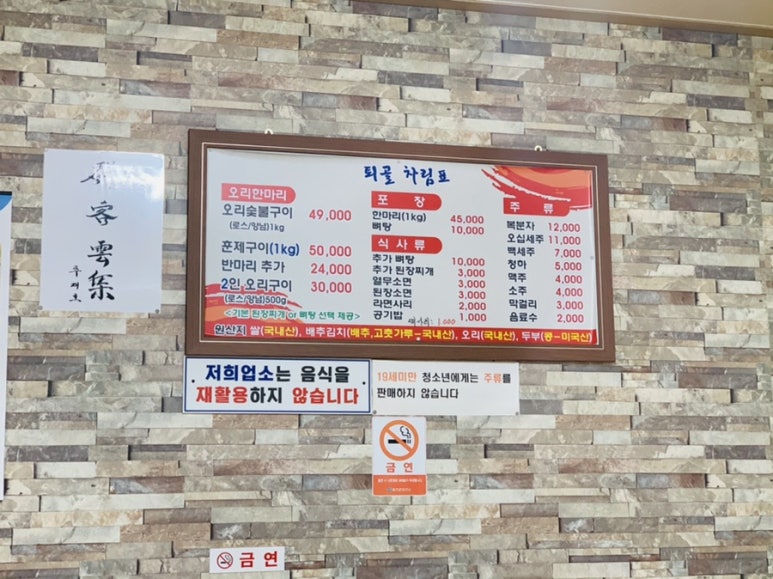 客
雲
集
퇴골 차림표
오리한마리
오리숯불구이 49,000
(로스/양념)1kg
훈제구이(1kg) 50,000
반마리 추가 24,000
2인 오리구이 30,000
(로스/양념)500g
<기본 된장찌개 or 뼈탕 선택 제공>
포 장
한마리(1kg) 45,000
뼈탕 10,000
식 사 류
추가 뼈탕 3,000
추가 된장찌개 3,000
열무소면 3,000
된장소면 3,000
라면사리 2,000
공기밥 1,000
1,000
주 류
복분자 12,000
오십세주 11,000
백세주 7,000
청하 5,000
맥주 4,000
소주 4,000
막걸리 3,000
음료수 2,000
원산지 쌀(국내산), 배추김치(배추,고춧가루-국내산), 오리(국내산), 두부(콩-미국산)
저희업소는 음식을
재활용하지 않습니다
19세미만 청소년에게는 주류를
판매하지 않습니다
금 연
금 연